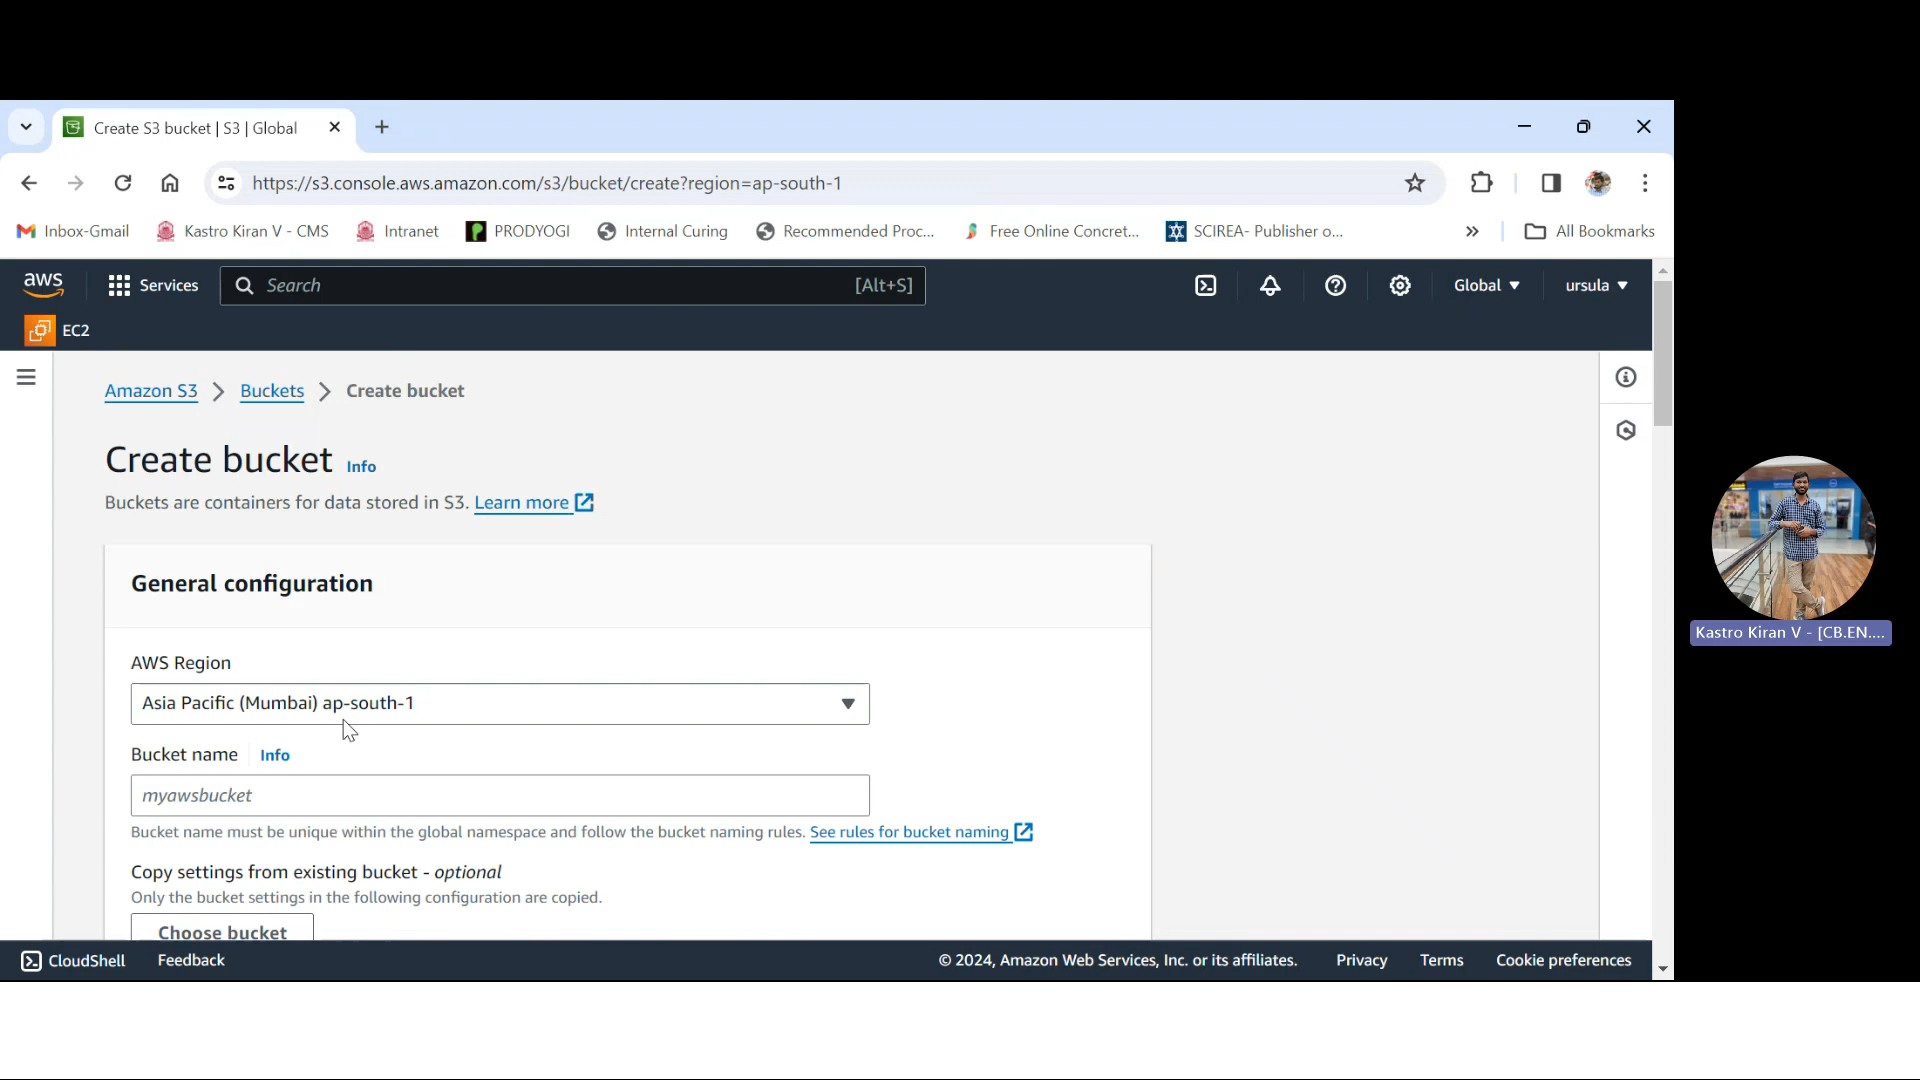 Create S3 bucket | S3 | Global
https://s3.console.aws.amazon.com/s3/bucket/create?region=ap-south-1
Inbox-Gmail Kastro Kiran V - CMS Intranet PRODYOGI Internal Curing Recommended Proc... Free Online Concret... SCIREA- Publisher o... » All Bookmarks
aws Services Search [Alt+S] Global ursula
EC2
Amazon S3 > Buckets > Create bucket
Create bucket Info
Buckets are containers for data stored in S3. Learn more
General configuration
AWS Region
Asia Pacific (Mumbai) ap-south-1
Bucket name Info
myawsbucket
Bucket name must be unique within the global namespace and follow the bucket naming rules. See rules for bucket naming
Copy settings from existing bucket - optional
Only the bucket settings in the following configuration are copied.
Choose bucket
CloudShell Feedback © 2024, Amazon Web Services, Inc. or its affiliates. Privacy Terms Cookie preferences
Kastro Kiran V - [CB.EN....